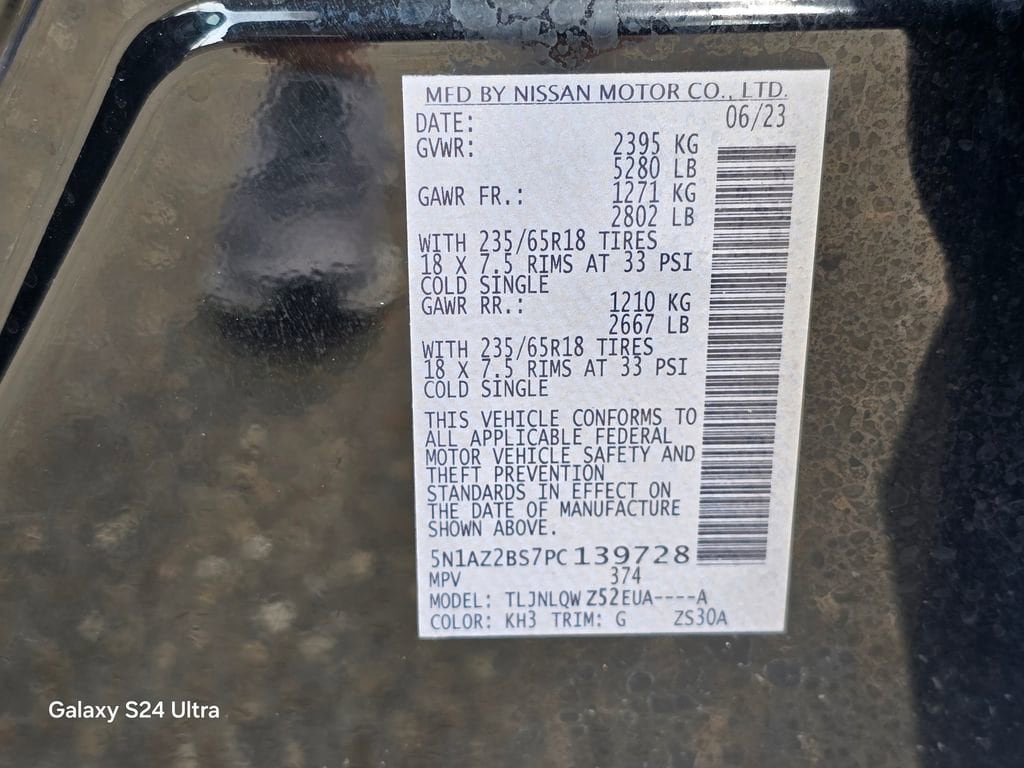 MFD BY NISSAN MOTOR CO., LTD.
DATE: 06/23
GVWR: 2395 KG
5280 LB
GAWR FR.: 1271 KG
2802 LB
WITH 235/65R18 TIRES
18 X 7.5 RIMS AT 33 PSI
COLD SINGLE
GAWR RR.: 1210 KG
2667 LB
WITH 235/65R18 TIRES
18 X 7.5 RIMS AT 33 PSI
COLD SINGLE
THIS VEHICLE CONFORMS TO
ALL APPLICABLE FEDERAL
MOTOR VEHICLE SAFETY AND
THEFT PREVENTION
STANDARDS IN EFFECT ON
THE DATE OF MANUFACTURE
SHOWN ABOVE.
5N1AZ2BS7PC139728
MPV 374
MODEL: TLJNLQW Z52EUA----A
COLOR: KH3 TRIM: G ZS30A
Galaxy S24 Ultra